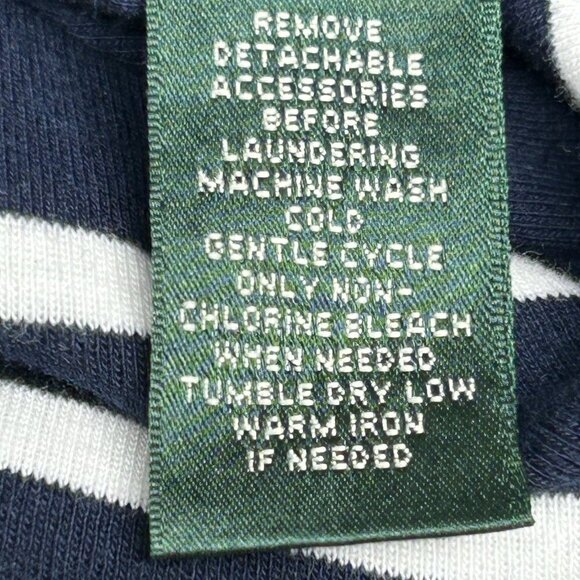 REMOVE
DETACHABLE
ACCESSORIES
BEFORE
LAUNDERING
MACHINE WASH
COLD
GENTLE CYCLE
ONLY NON-
CHLORINE BLEACH
WHEN NEEDED
TUMBLE DRY LOW
WARM IRON
IF NEEDED